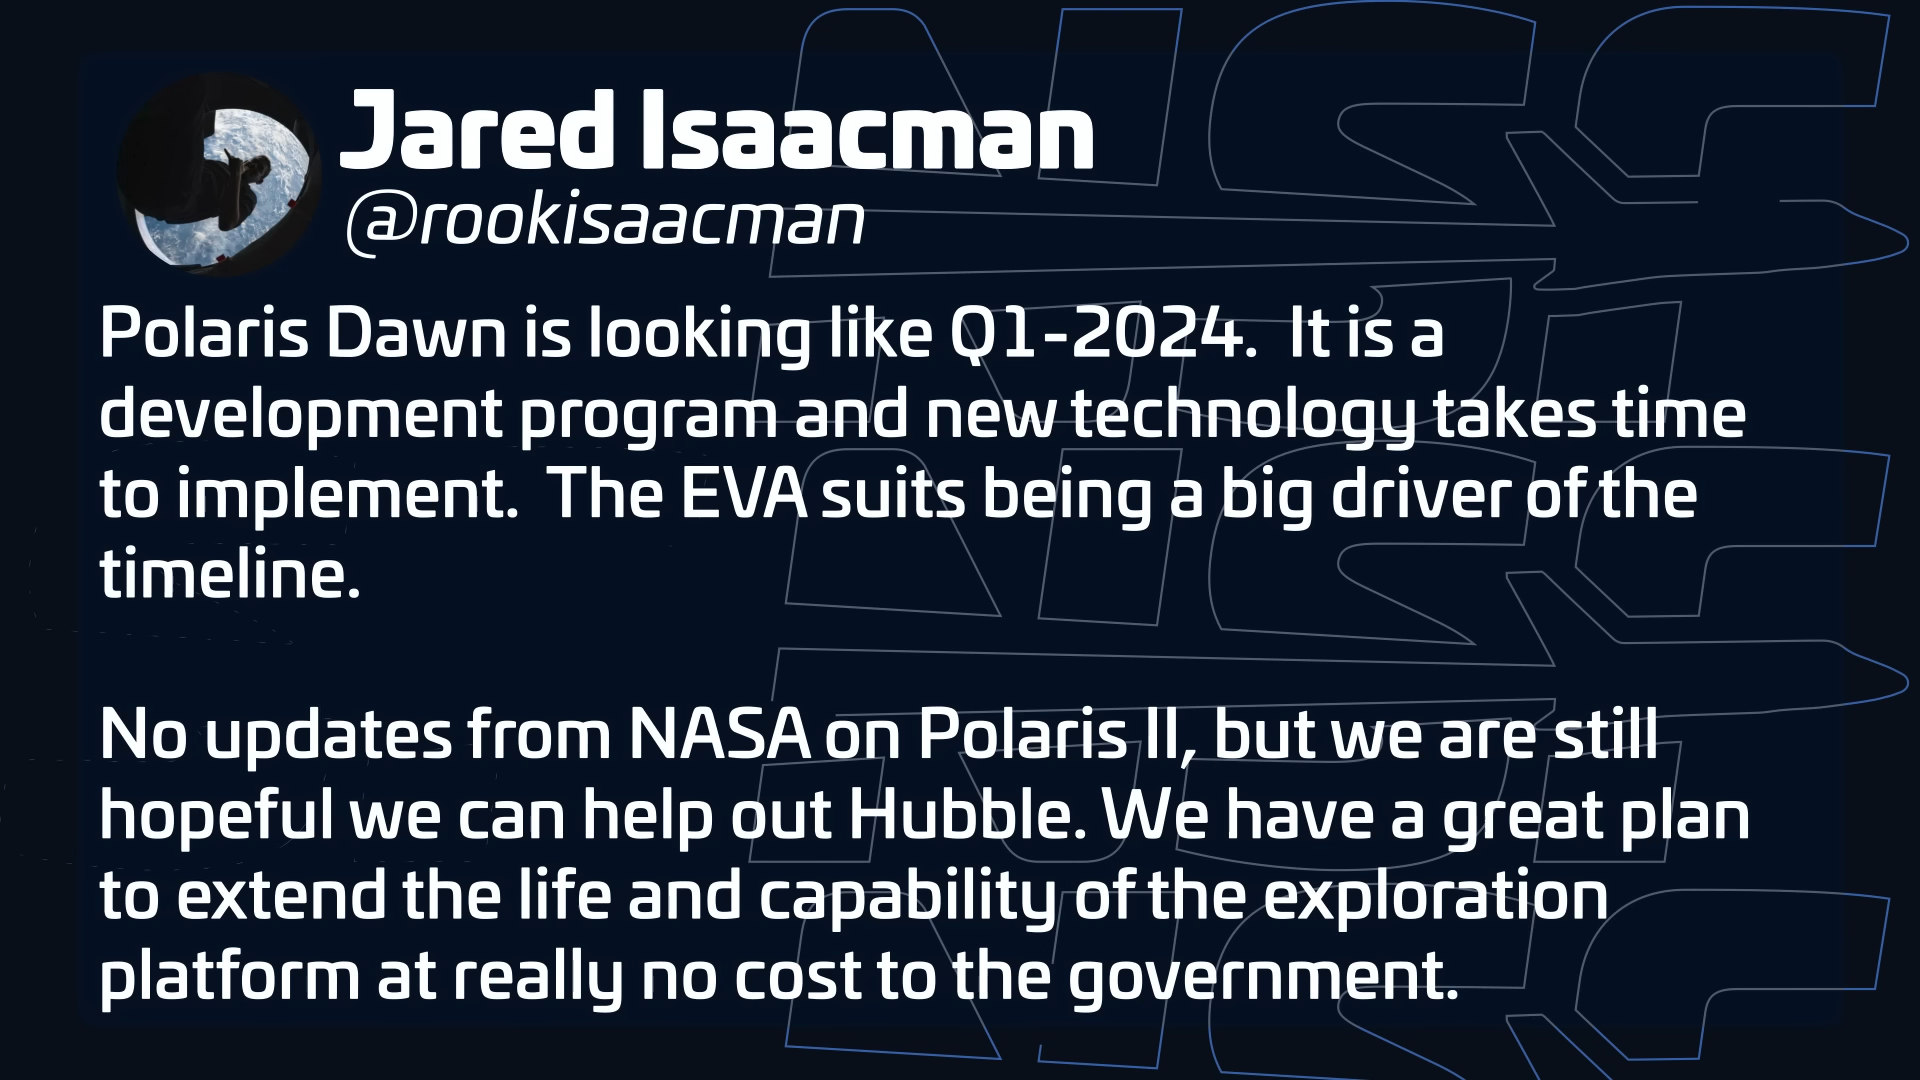 Jared Isaacman
@rookisaacman
Polaris Dawn is looking like Q1-2024.  It is a
development program and new technology takes time
to implement.  The EVA suits being a big driver of the
timeline.
No updates from NASA on Polaris II, but we are still
hopeful we can help out Hubble. We have a great plan
to extend the life and capability of the exploration
platform at really no cost to the government.